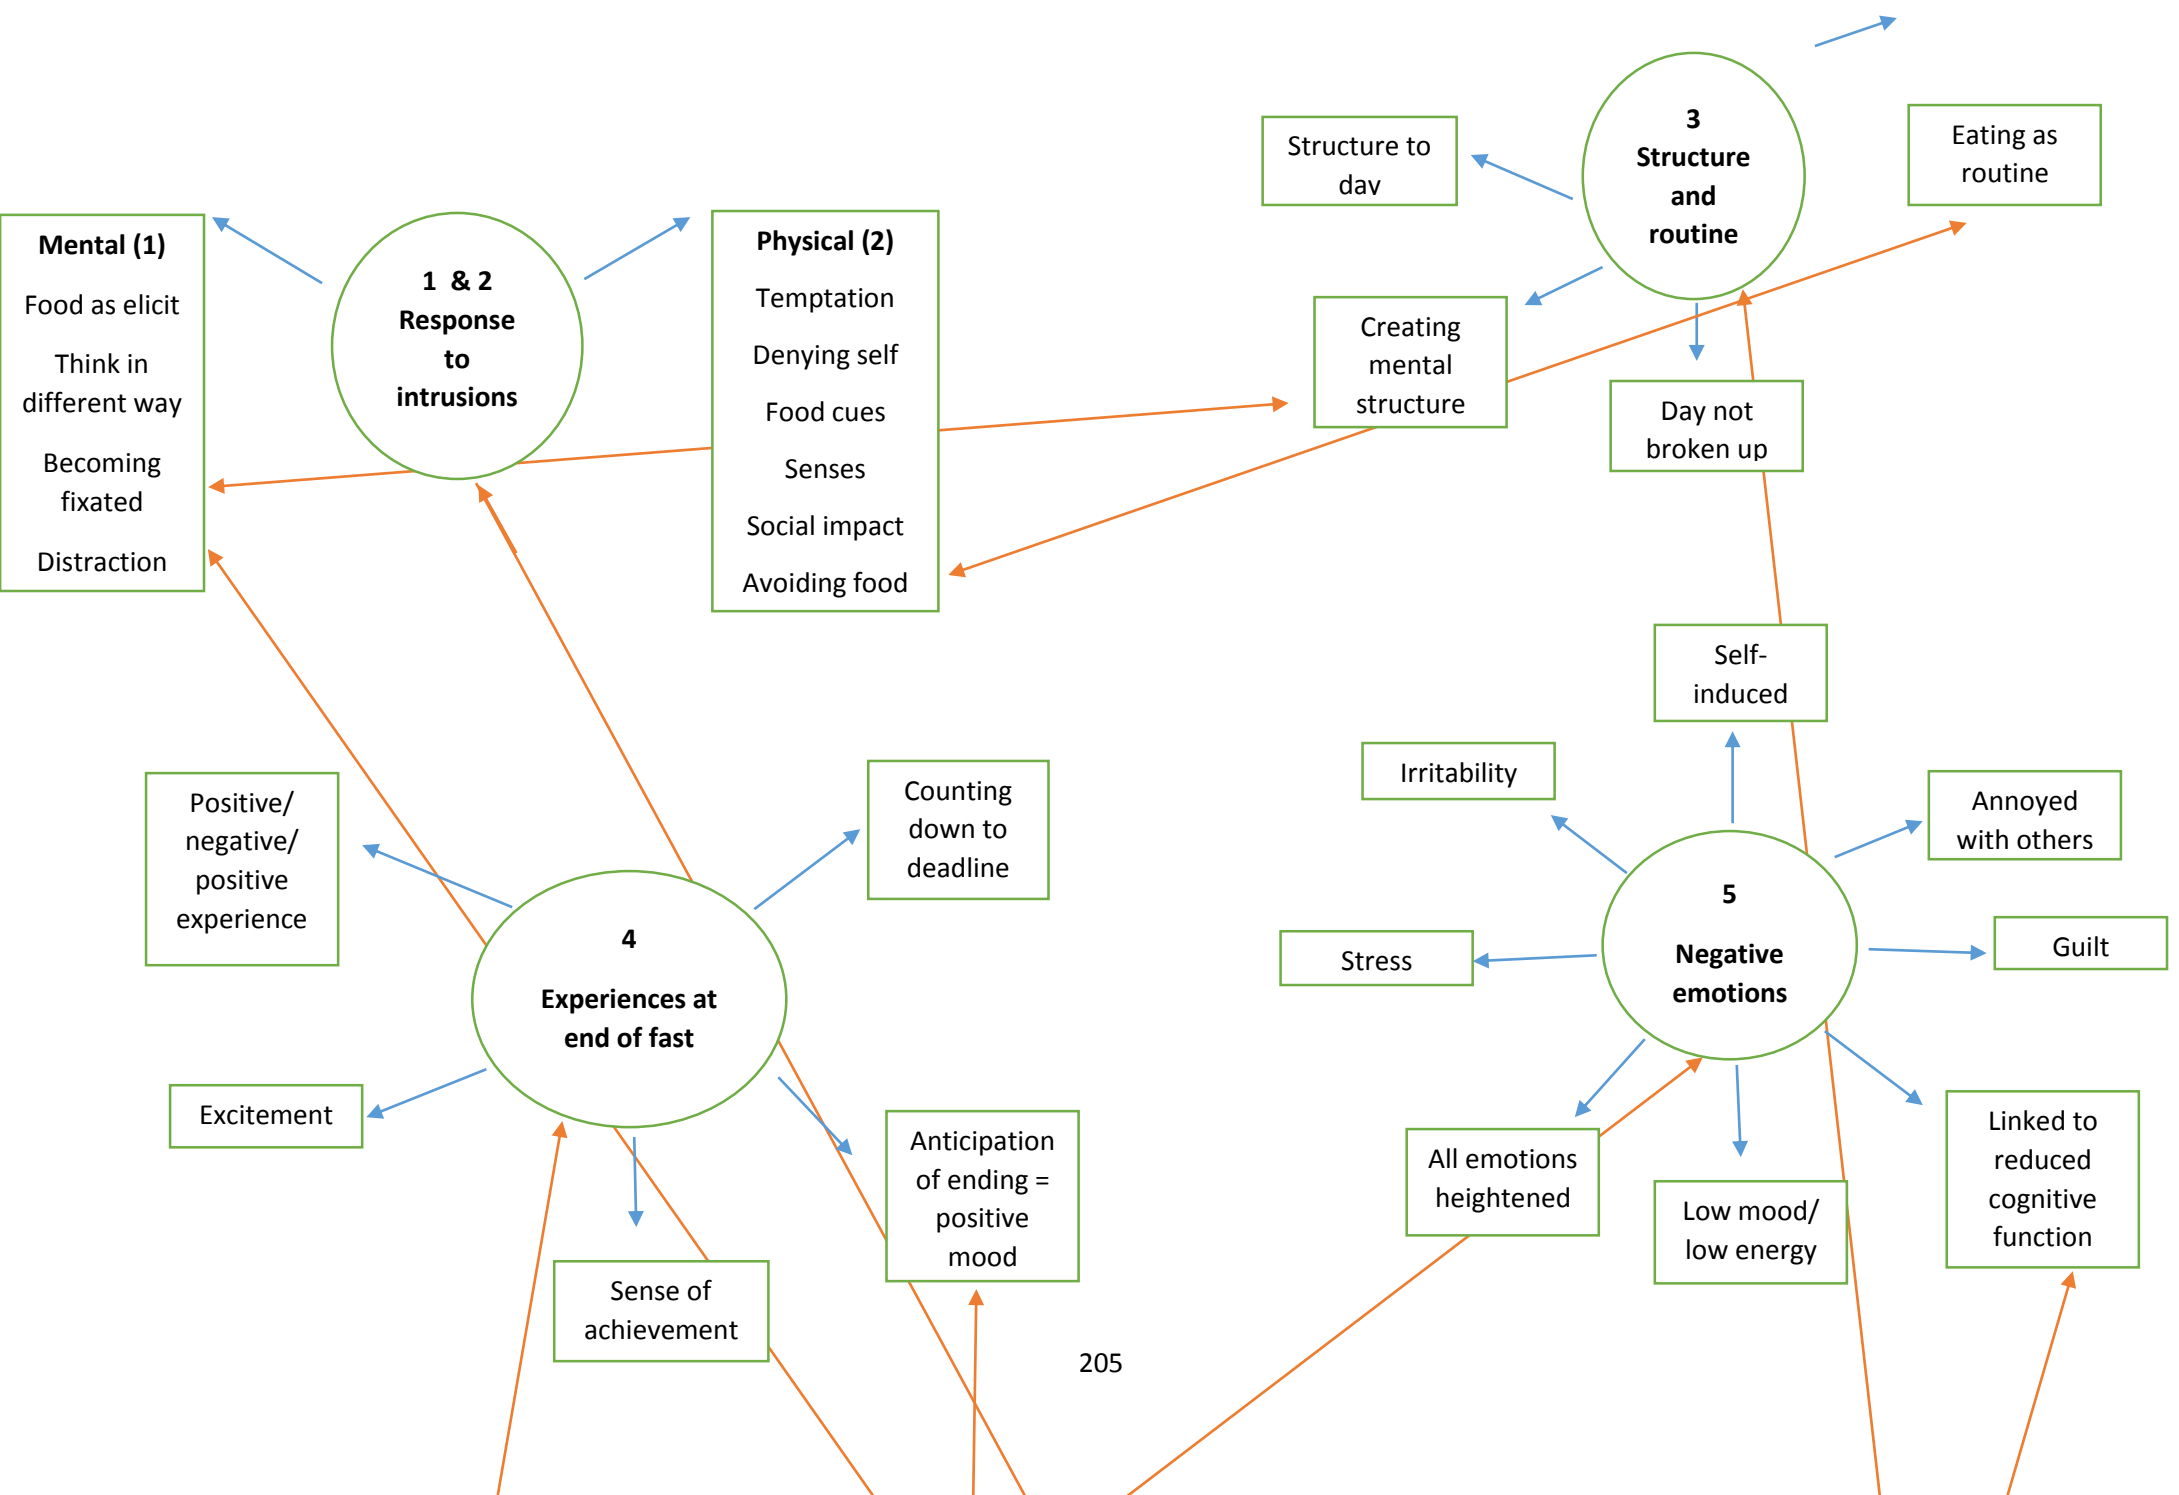 Mental (1)
Food as elicit
Think in
different way
Becoming
fixated
Distraction
1 & 2
Response
to
intrusions
Physical (2)
Temptation
Denying self
Food cues
Senses
Social impact
Avoiding food
3
Structure
and
routine
Structure to
day
Eating as
routine
Creating
mental
structure
Day not
broken up
4
Experiences at
end of fast
Positive/
negative/
positive
experience
Counting
down to
deadline
Excitement
Sense of
achievement
Anticipation
of ending =
positive
mood
5
Negative
emotions
Self-
induced
Irritability
Annoyed
with others
Stress
Guilt
All emotions
heightened
Low mood/
low energy
Linked to
reduced
cognitive
function
205